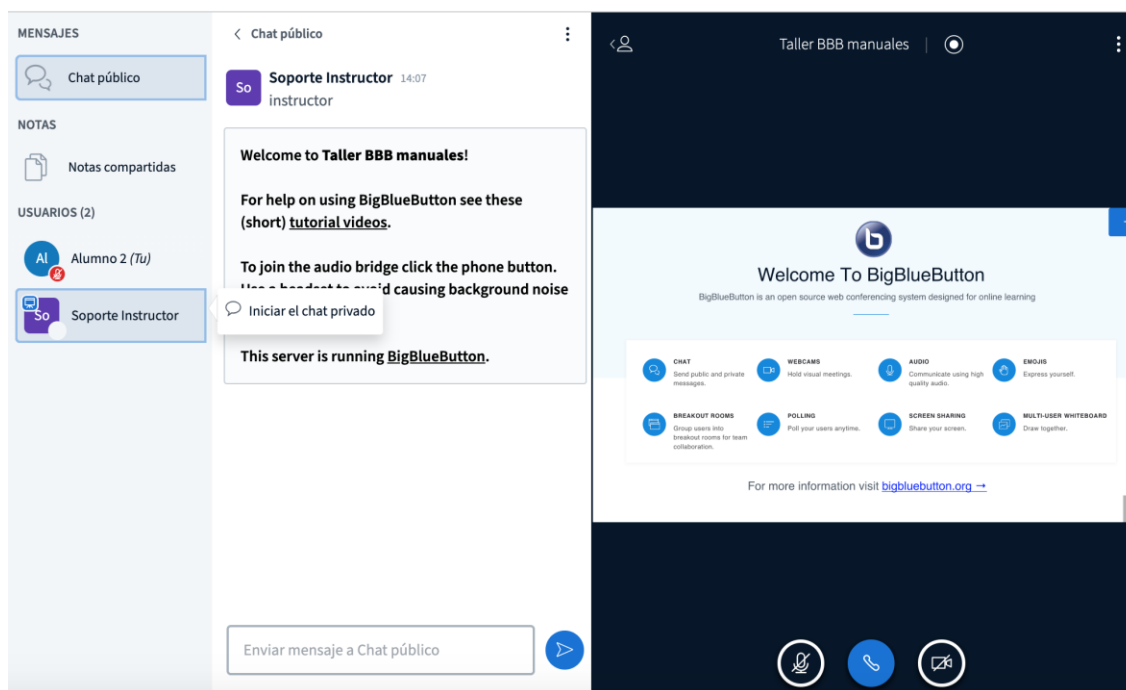 MENSAJES
Chat público
NOTAS
Notas compartidas
USUARIOS (2)
Al
Alumno 2 (Tu)
So
Soporte Instructor
Chat público
So
Soporte Instructor 14:07
instructor
Welcome to Taller BBB manuales!
For help on using BigBlueButton see these
(short) tutorial videos.
To join the audio bridge click the phone button.
causing background noise
Iniciar el chat privado
This server is running BigBlueButton.
Enviar mensaje a Chat público
Taller BBB manuales
Welcome To BigBlueButton
BigBlueButton is an open source web conferencing system designed for online learning
CHAT
Send public and private
messages.
WEBCAMS
Hold visual meetings.
AUDIO
Communicate using high
quality audio.
EMOJIS
Express yourself.
BREAKOUT ROOMS
Group users into
breakout rooms for team
collaboration.
POLLING
Poll your users anytime.
SCREEN SHARING
Share your screen.
MULTI-USER WHITEBOARD
Draw together.
For more information visit bigbluebutton.org →